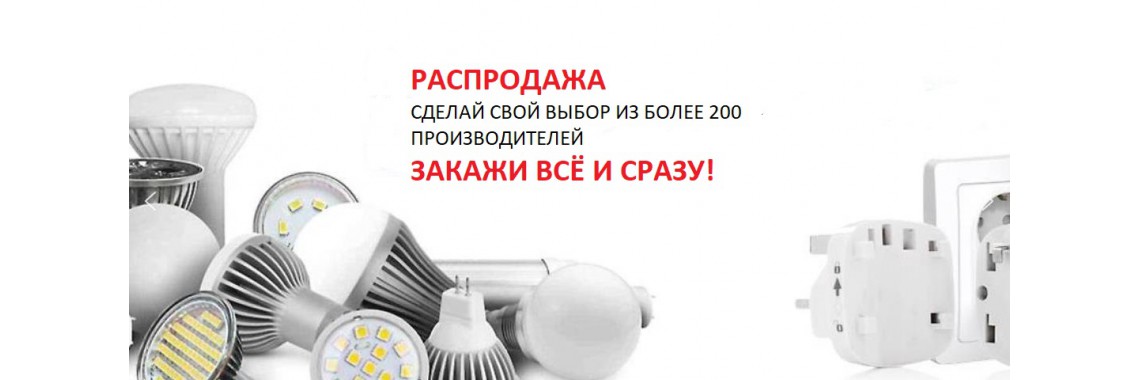 РАСПРОДАЖА
СДЕЛАЙ СВОЙ ВЫБОР ИЗ БОЛЕЕ 200
ПРОИЗВОДИТЕЛЕЙ
ЗАКАЖИ ВСЁ И СРАЗУ!